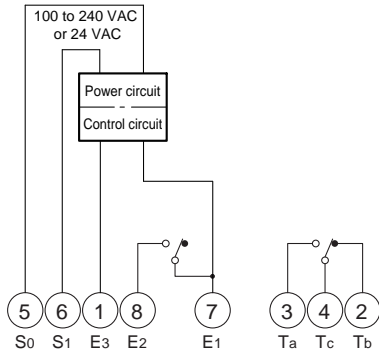 100 to 240 VAC
or 24 VAC
Power circuit
Control circuit
5 6 1 8 7 3 4 2
S0 S1 E3 E2 E1 Ta Tc Tb